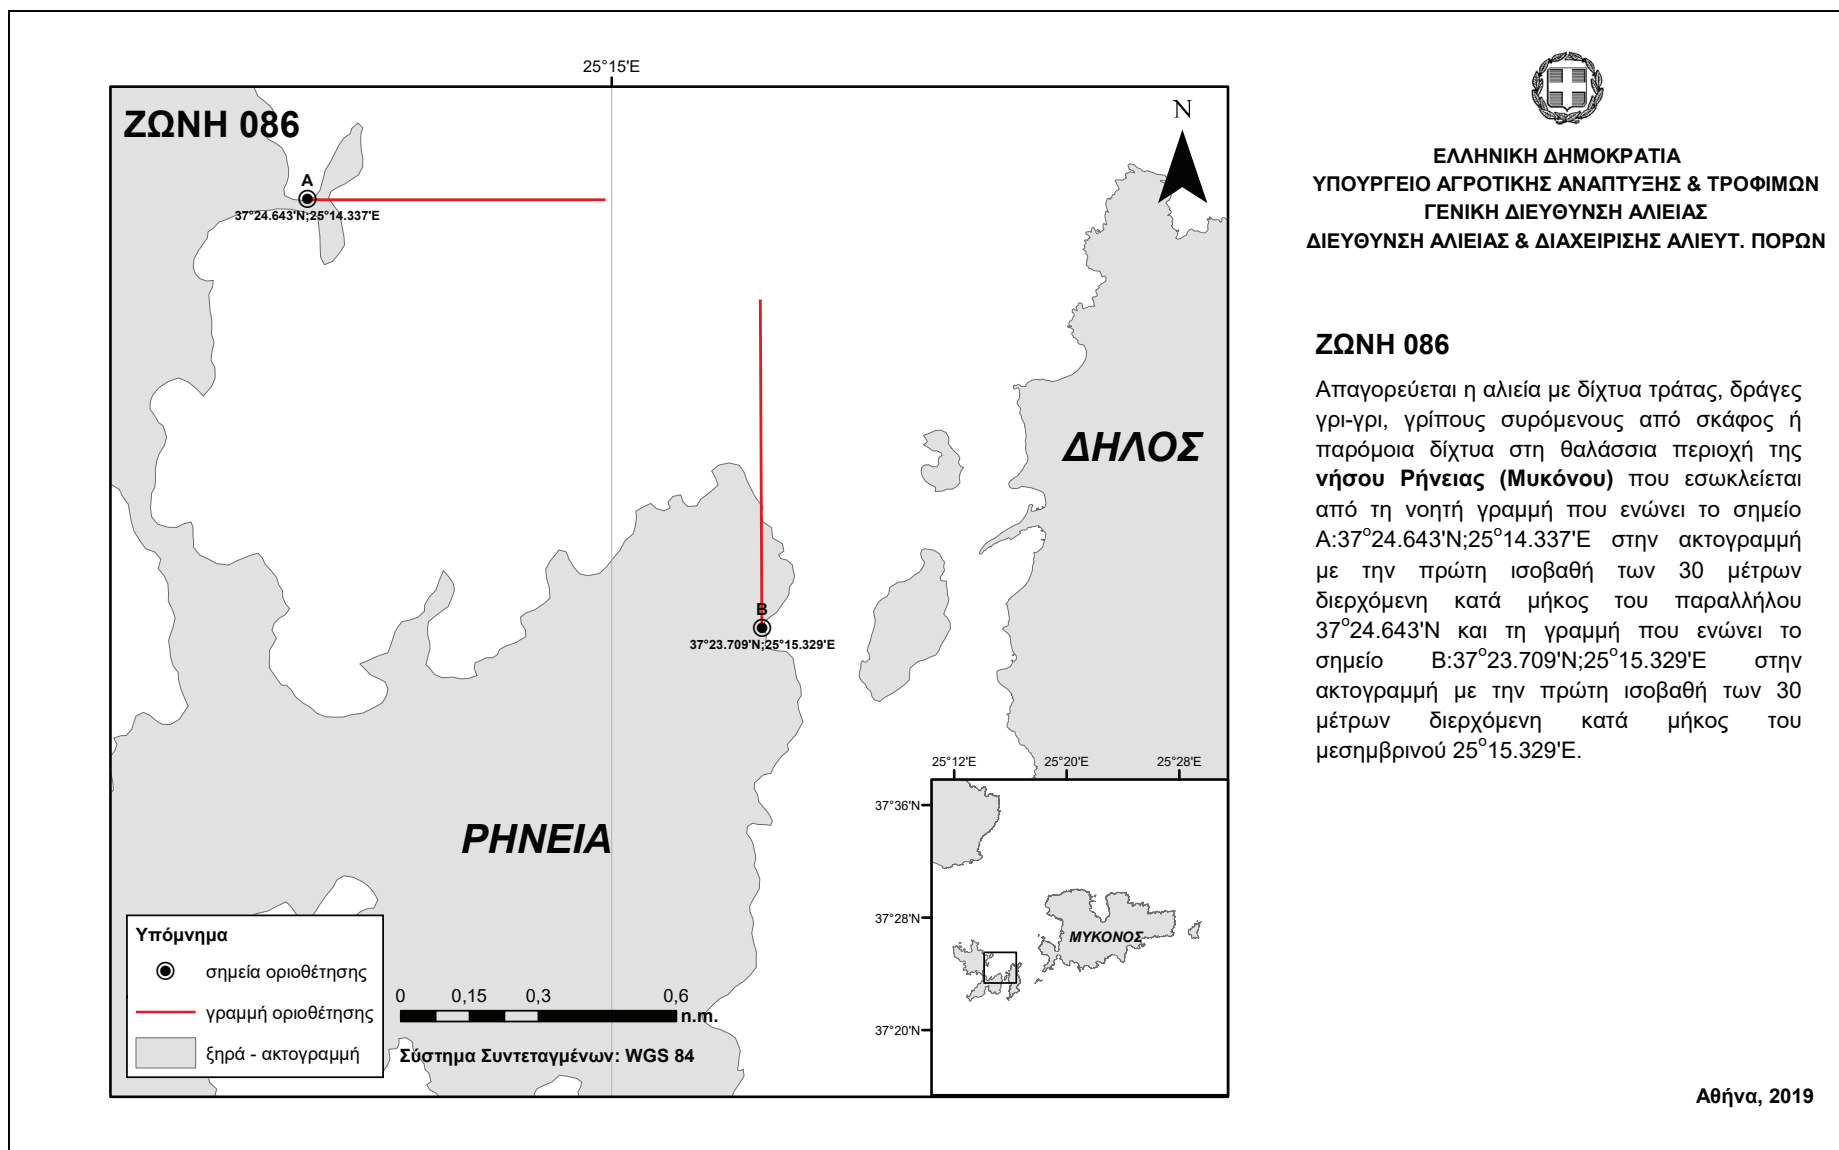 25°15'E
ΖΩΝΗ 086
N
A
37°24.643'N;25°14.337'E
ΔΗΛΟΣ
B
37°23.709'N;25°15.329'E
ΡΗΝΕΙΑ
Υπόμνημα
σημεία οριοθέτησης
γραμμή οριοθέτησης
ξηρά - ακτογραμμή
0 0,15 0,3 0,6
n.m.
Σύστημα Συντεταγμένων: WGS 84
25°12'E 25°20'E 25°28'E
37°36'N
37°28'N
37°20'N
ΜΥΚΟΝΟΣ
ΕΛΛΗΝΙΚΗ ΔΗΜΟΚΡΑΤΙΑ
ΥΠΟΥΡΓΕΙΟ ΑΓΡΟΤΙΚΗΣ ΑΝΑΠΤΥΞΗΣ & ΤΡΟΦΙΜΩΝ
ΓΕΝΙΚΗ ΔΙΕΥΘΥΝΣΗ ΑΛΙΕΙΑΣ
ΔΙΕΥΘΥΝΣΗ ΑΛΙΕΙΑΣ & ΔΙΑΧΕΙΡΙΣΗΣ ΑΛΙΕΥΤ. ΠΟΡΩΝ
ΖΩΝΗ 086
Απαγορεύεται η αλιεία με δίχτυα τράτας, δράγες
γρι-γρι, γρίπους συρόμενους από σκάφος ή
παρόμοια δίχτυα στη θαλάσσια περιοχή της
νήσου Ρήνειας (Μυκόνου) που εσωκλείεται
από τη νοητή γραμμή που ενώνει το σημείο
Α:37°24.643'N;25°14.337'E στην ακτογραμμή
με την πρώτη ισοβαθή των 30 μέτρων
διερχόμενη κατά μήκος του παραλλήλου
37°24.643'N και τη γραμμή που ενώνει το
σημείο Β:37°23.709'N;25°15.329'E στην
ακτογραμμή με την πρώτη ισοβαθή των 30
μέτρων διερχόμενη κατά μήκος του
μεσημβρινού 25°15.329'E.
Αθήνα, 2019